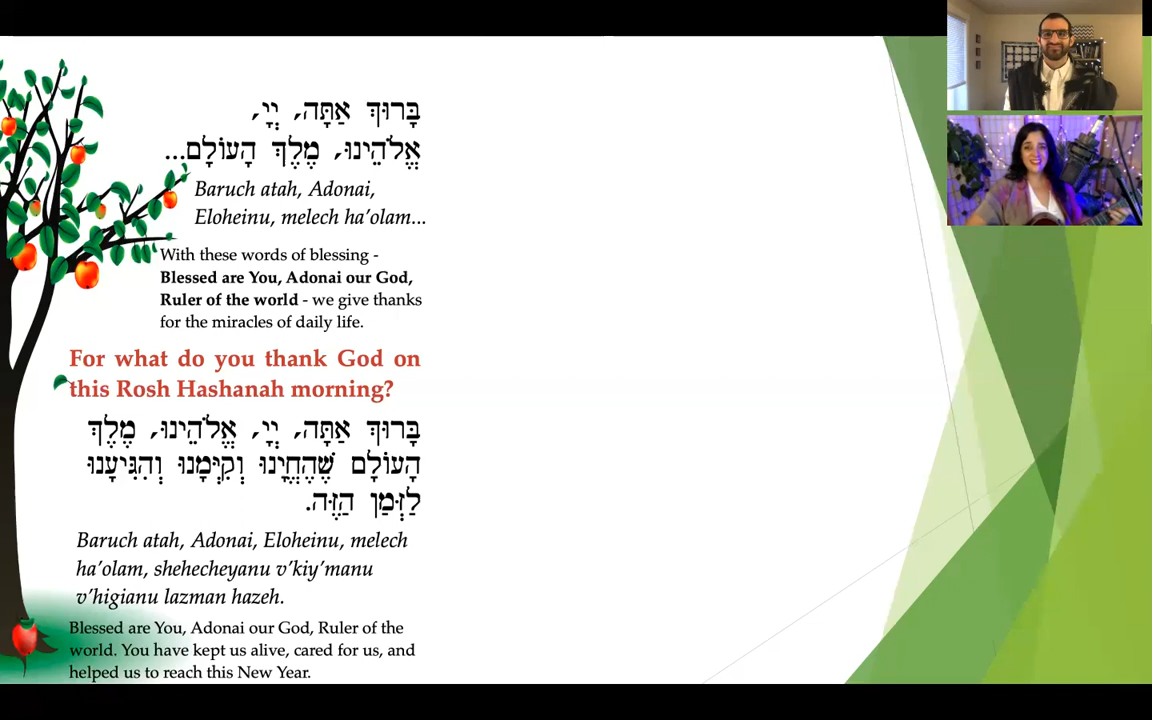 בָּרוּךְ אַתָּה, יְיָ,
אֱלֹהֵינוּ, מֶלֶךְ הָעוֹלָם...
Baruch atah, Adonai,
Eloheinu, melech ha’olam...
With these words of blessing -
Blessed are You, Adonai our God,
Ruler of the world - we give thanks
for the miracles of daily life.
For what do you thank God on
this Rosh Hashanah morning?
בָּרוּךְ אַתָּה, יְיָ, אֱלֹהֵינוּ, מֶלֶךְ
הָעוֹלָם שֶׁהֶחֱיָנוּ וְקִיְּמָנוּ וְהִגִּיעָנוּ
לַזְּמַן הַזֶּה.
Baruch atah, Adonai, Eloheinu, melech
ha’olam, shehecheyanu v’kiy’manu
v’higianu lazman hazeh.
Blessed are You, Adonai our God, Ruler of the
world. You have kept us alive, cared for us, and
helped us to reach this New Year.